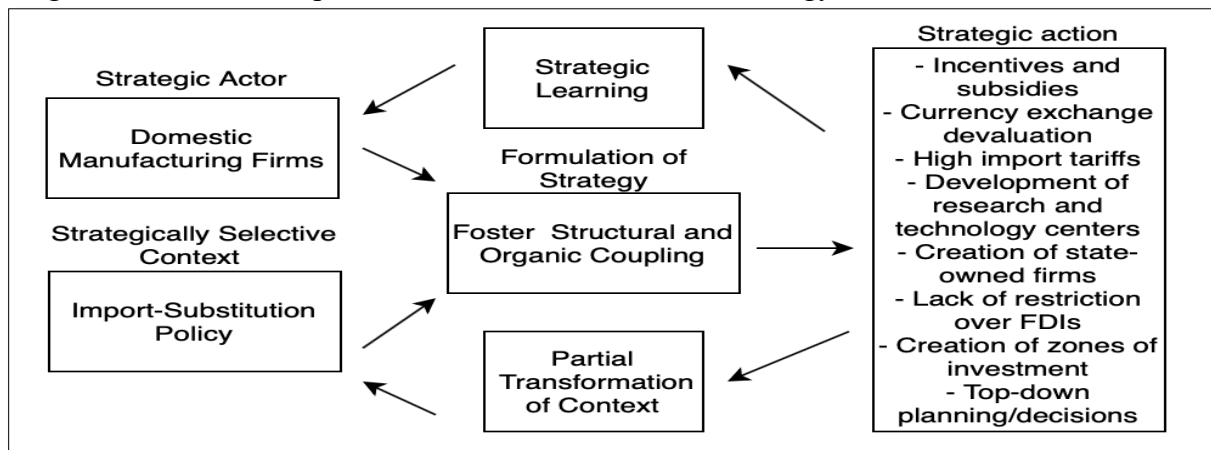 Strategic Actor
Domestic
Manufacturing Firms
Strategically Selective
Context
Import-Substitution
Policy
Strategic
Learning
Formulation of
Strategy
Foster Structural and
Organic Coupling
Partial
Transformation
of Context
Strategic action
- Incentives and
subsidies
- Currency exchange
devaluation
- High import tariffs
- Development of
research and
technology centers
- Creation of state-
owned firms
- Lack of restriction
over FDIs
- Creation of zones of
investment
- Top-down
planning/decisions